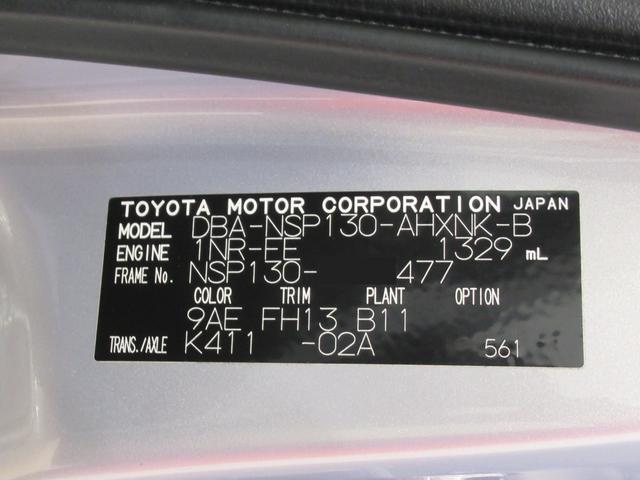 TOYOTA MOTOR CORPORATION JAPAN
MODEL DBA-NSP130-AHXNK-B
ENGINE 1NR-FE 1329 mL
FRAME No. NSP130- 477
COLOR TRIM PLANT OPTION
9AE FH13 B11
TRANS./AXLE K411 -02A 561